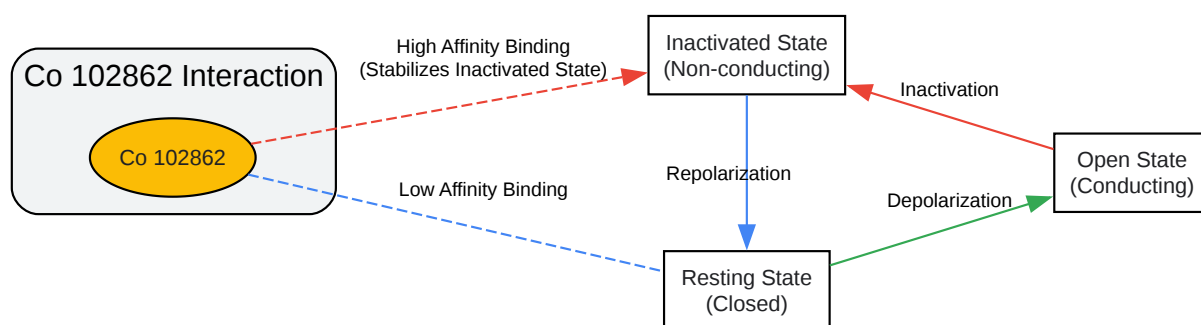 Co 102862 Interaction
Co 102862
High Affinity Binding
(Stabilizes Inactivated State)
Low Affinity Binding
Inactivated State
(Non-conducting)
Repolarization
Resting State
(Closed)
Inactivation
Depolarization
Open State
(Conducting)